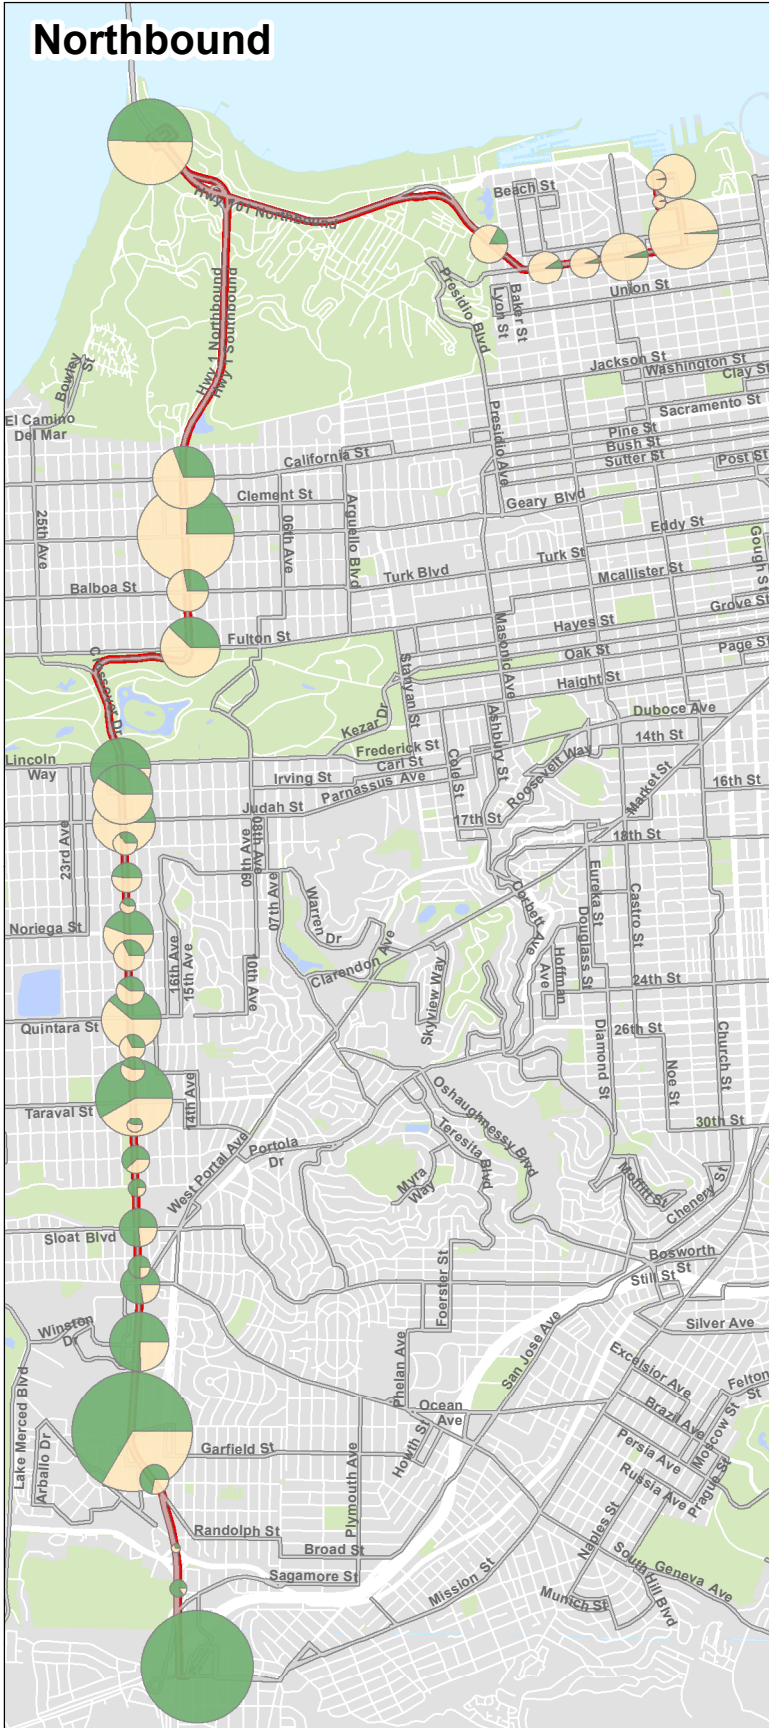 Northbound
Beach St
Hwy 101 Northbound
Union St
Presidio Blvd
Lyon St
Baker St
Hwy 1 Northbound
Hwy 1 Southbound
Bowley
St
Jackson St
Washington St
Clay St
Sacramento St
El Camino
Del Mar
Pine St
Bush St
Sutter St
Post St
California St
Presidio Ave
Clement St
Geary Blvd
25th Ave
06th Ave
Arguello Blvd
Eddy St
Gough St
Turk St
Turk Blvd
Mcallister St
Balboa St
Grove St
Hayes St
Masonic Ave
Fulton St
Page St
Oak St
Haight St
Stanyan St
Crossover Dr
Kezar Dr
Duboce Ave
Ashbury St
14th St
Frederick St
Lincoln
Way
Carl St
Cole St
Roosevelt Way
Irving St
Parnassus Ave
Market St
16th St
Judah St
17th St
18th St
23rd Ave
09th Ave
08th Ave
07th Ave
Eureka St
Castro St
Corbett Ave
Douglass St
Warren
Dr
Noriega St
16th Ave
15th Ave
10th Ave
Clarendon Ave
Skyview Way
Hoffman
Ave
24th St
Quintara St
26th St
Diamond St
Church St
Noe St
Taraval St
14th Ave
30th St
Oshaughnessy Blvd
Teresita Blvd
West Portal Ave
Portola
Dr
Myra
Way
Moffitt St
Chenery St
Sloat Blvd
Bosworth
St
Still St
Foerster St
Winston
Dr
Silver Ave
Phelan Ave
San Jose Ave
Excelsior Ave
Felton
St
Lake Merced Blvd
Arballo Dr
Ocean
Ave
Brazil Ave
Moscow St
Howth St
Garfield St
Persia Ave
Plymouth Ave
Russia Ave
Prague St
Randolph St
Naples St
Broad St
South Hill Blvd
Geneva Ave
Sagamore St
Mission St
Munich St